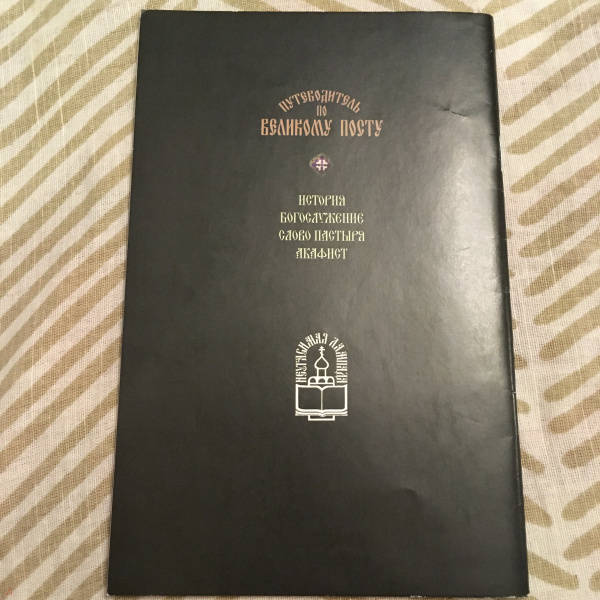 ПУТЕВОДИТЕЛЬ
ПО
ВЕЛИКОМУ ПОСТУ
ИСТОРИЯ
БОГОСЛУЖЕНИЕ
СЛОВО ПАСТЫРЯ
АКАФИСТ
НЕУГАСИМАЯ ЛАМПАДА